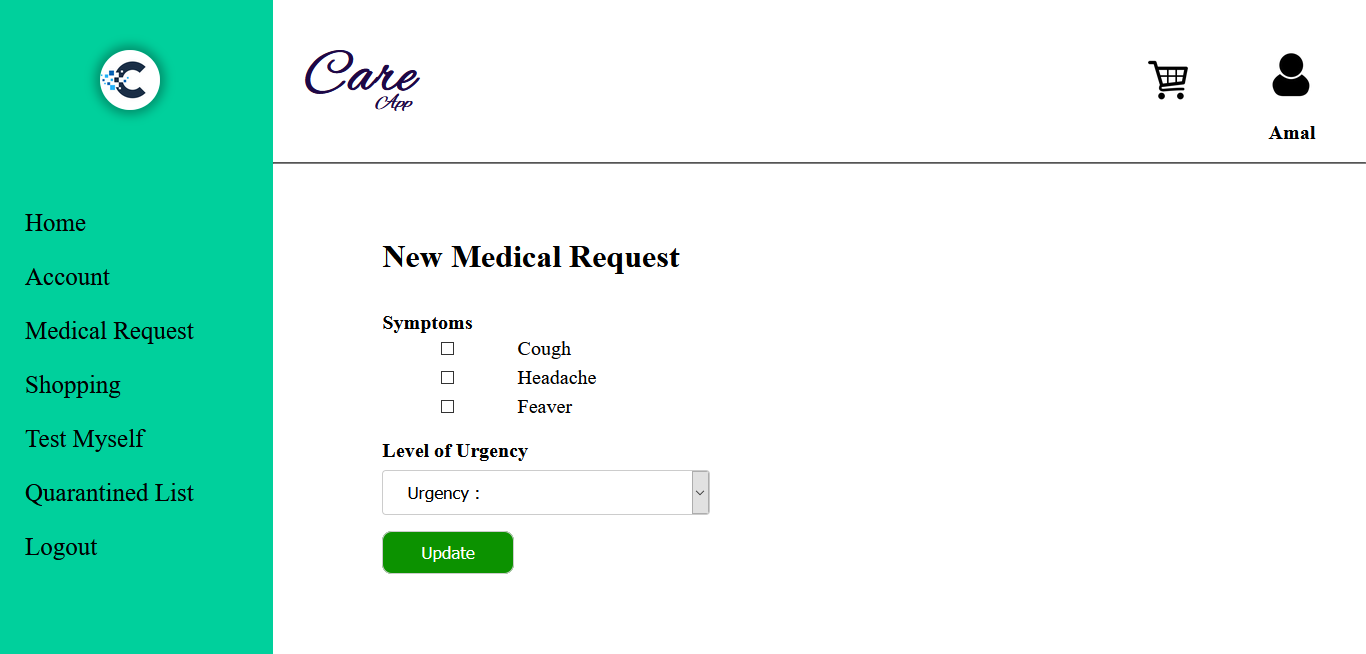 Care
App
Amal
Home
Account
Medical Request
Shopping
Test Myself
Quarantined List
Logout
New Medical Request
Symptoms
Cough
Headache
Feaver
Level of Urgency
Urgency :
Update